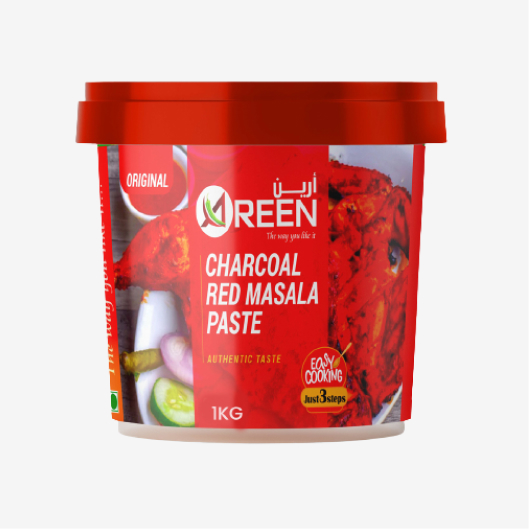 ORIGINAL
أرين
AREEN
The way you like it
CHARCOAL
RED MASALA
PASTE
AUTHENTIC TASTE
EASY
COOKING
Just 3 steps
1KG